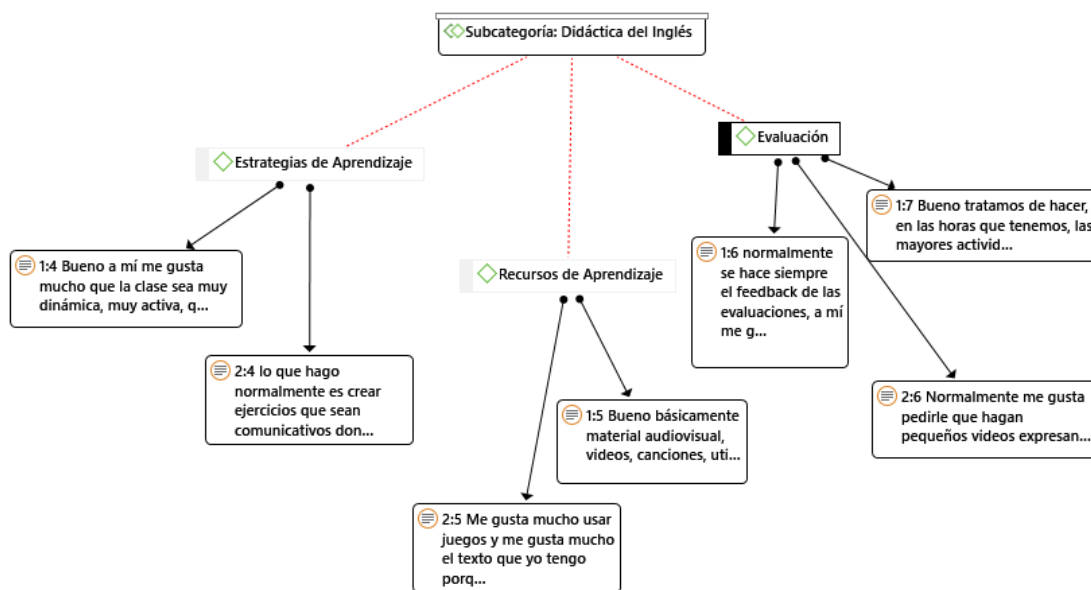 Subcategoría: Didáctica del Inglés
Evaluación
Estrategias de Aprendizaje
1:7 Bueno tratamos de hacer,
en las horas que tenemos, las
mayores activid...
1:4 Bueno a mí me gusta
mucho que la clase sea muy
dinámica, muy activa, q...
Recursos de Aprendizaje
1:6 normalmente
se hace siempre
el feedback de las
evaluaciones, a mí
me g...
2:4 lo que hago
normalmente es crear
ejercicios que sean
comunicativos don...
1:5 Bueno básicamente
material audiovisual,
videos, canciones, uti...
2:6 Normalmente me gusta
pedirle que hagan
pequeños videos expresan...
2:5 Me gusta mucho usar
juegos y me gusta mucho
el texto que yo tengo
porq...